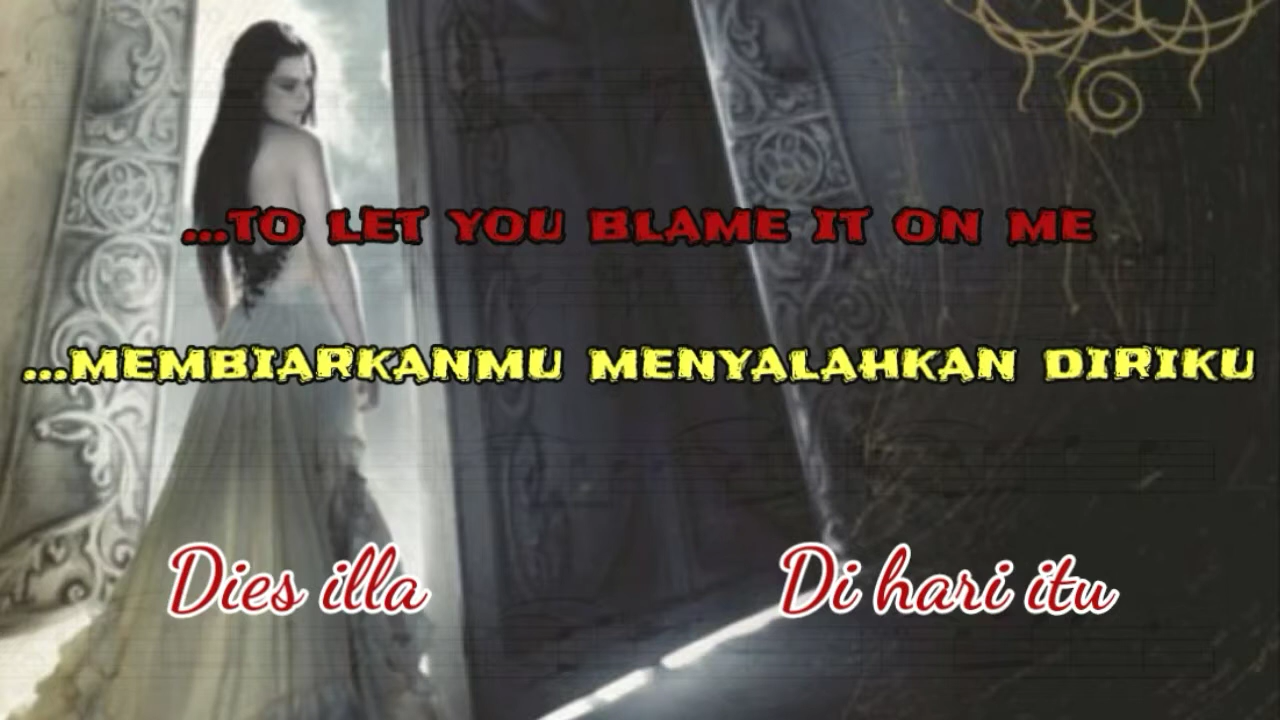 ...TO LET YOU BLAME IT ON ME
...MEMBIARKANMU MENYALAHKAN DIRIKU
Dies illa Di hari itu